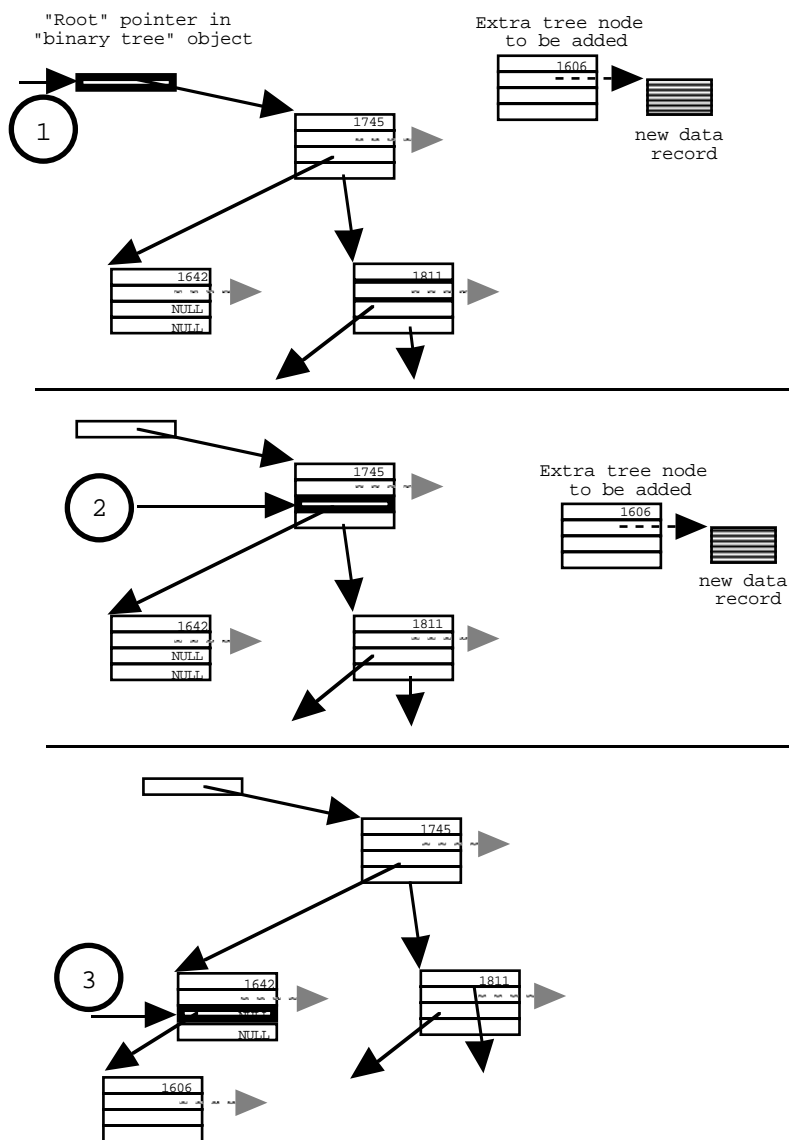 "Root" pointer in
"binary tree" object
Extra tree node
to be added
1606
1
1745
new data
record
1642
NULL
NULL
1811
1745
2
Extra tree node
to be added
1606
new data
record
1642
NULL
NULL
1811
1745
3
1642
NULL
NULL
1811
1606